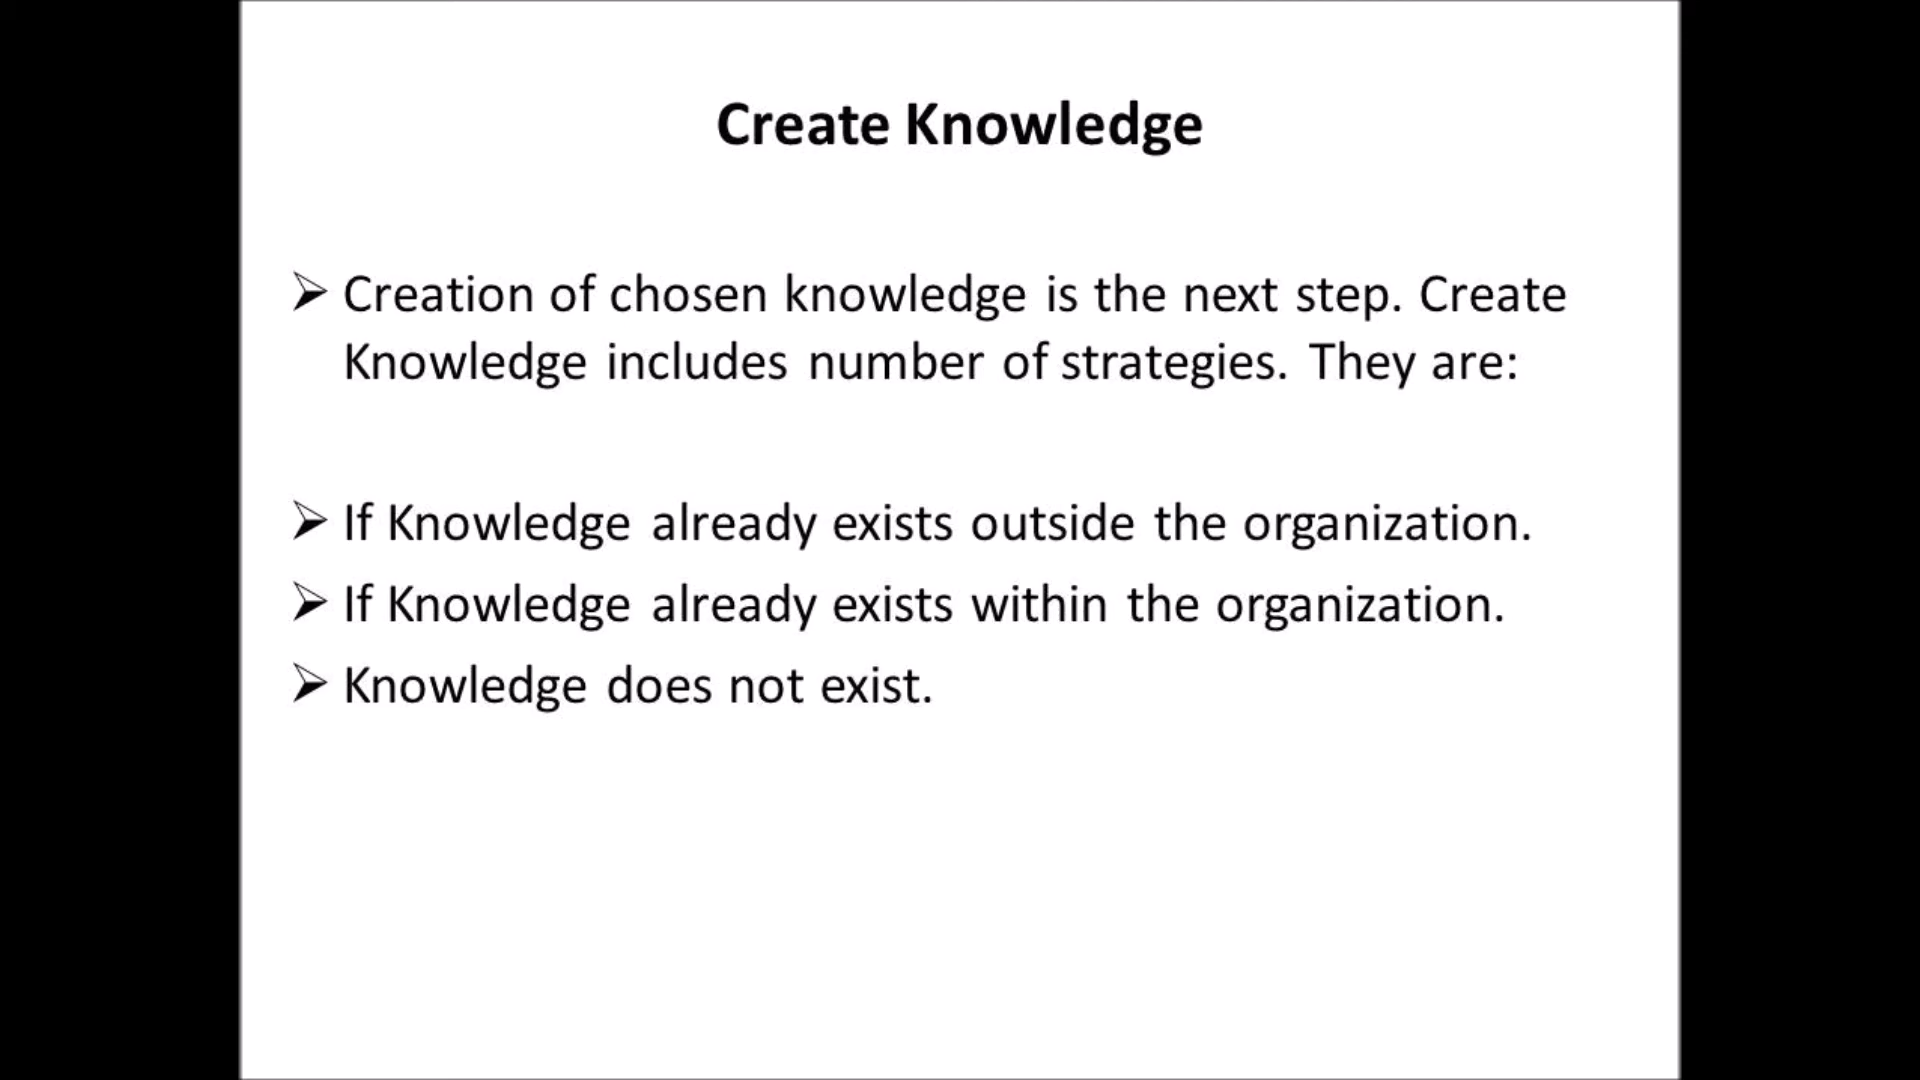 Create Knowledge
➢ Creation of chosen knowledge is the next step. Create
Knowledge includes number of strategies. They are:
➢ If Knowledge already exists outside the organization.
➢ If Knowledge already exists within the organization.
➢ Knowledge does not exist.